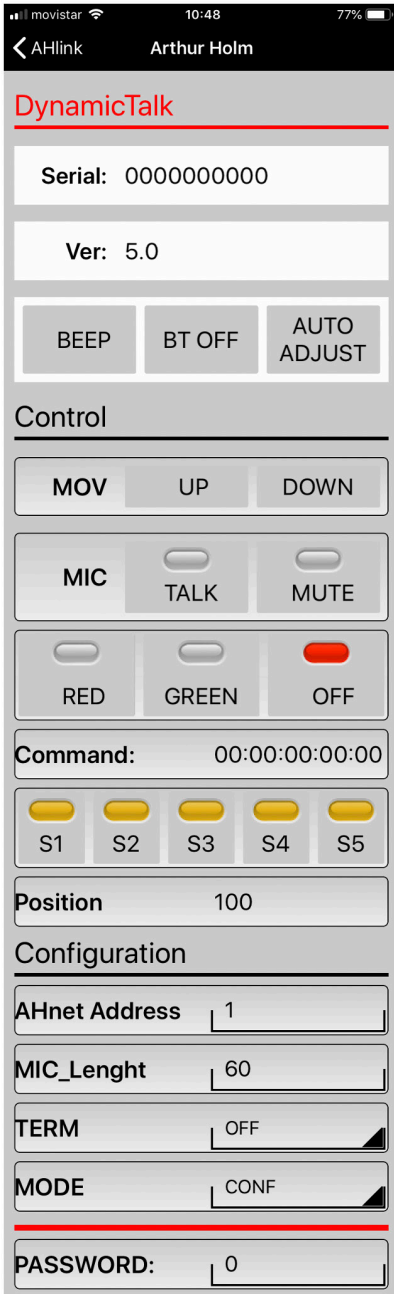 movistar 10:48 77%
AHlink Arthur Holm
DynamicTalk
Serial: 0000000000
Ver: 5.0
BEEP BT OFF AUTO ADJUST
Control
MOV UP DOWN
MIC TALK MUTE
RED GREEN OFF
Command: 00:00:00:00:00
S1 S2 S3 S4 S5
Position 100
Configuration
AHnet Address 1
MIC_Lenght 60
TERM OFF
MODE CONF
PASSWORD: 0